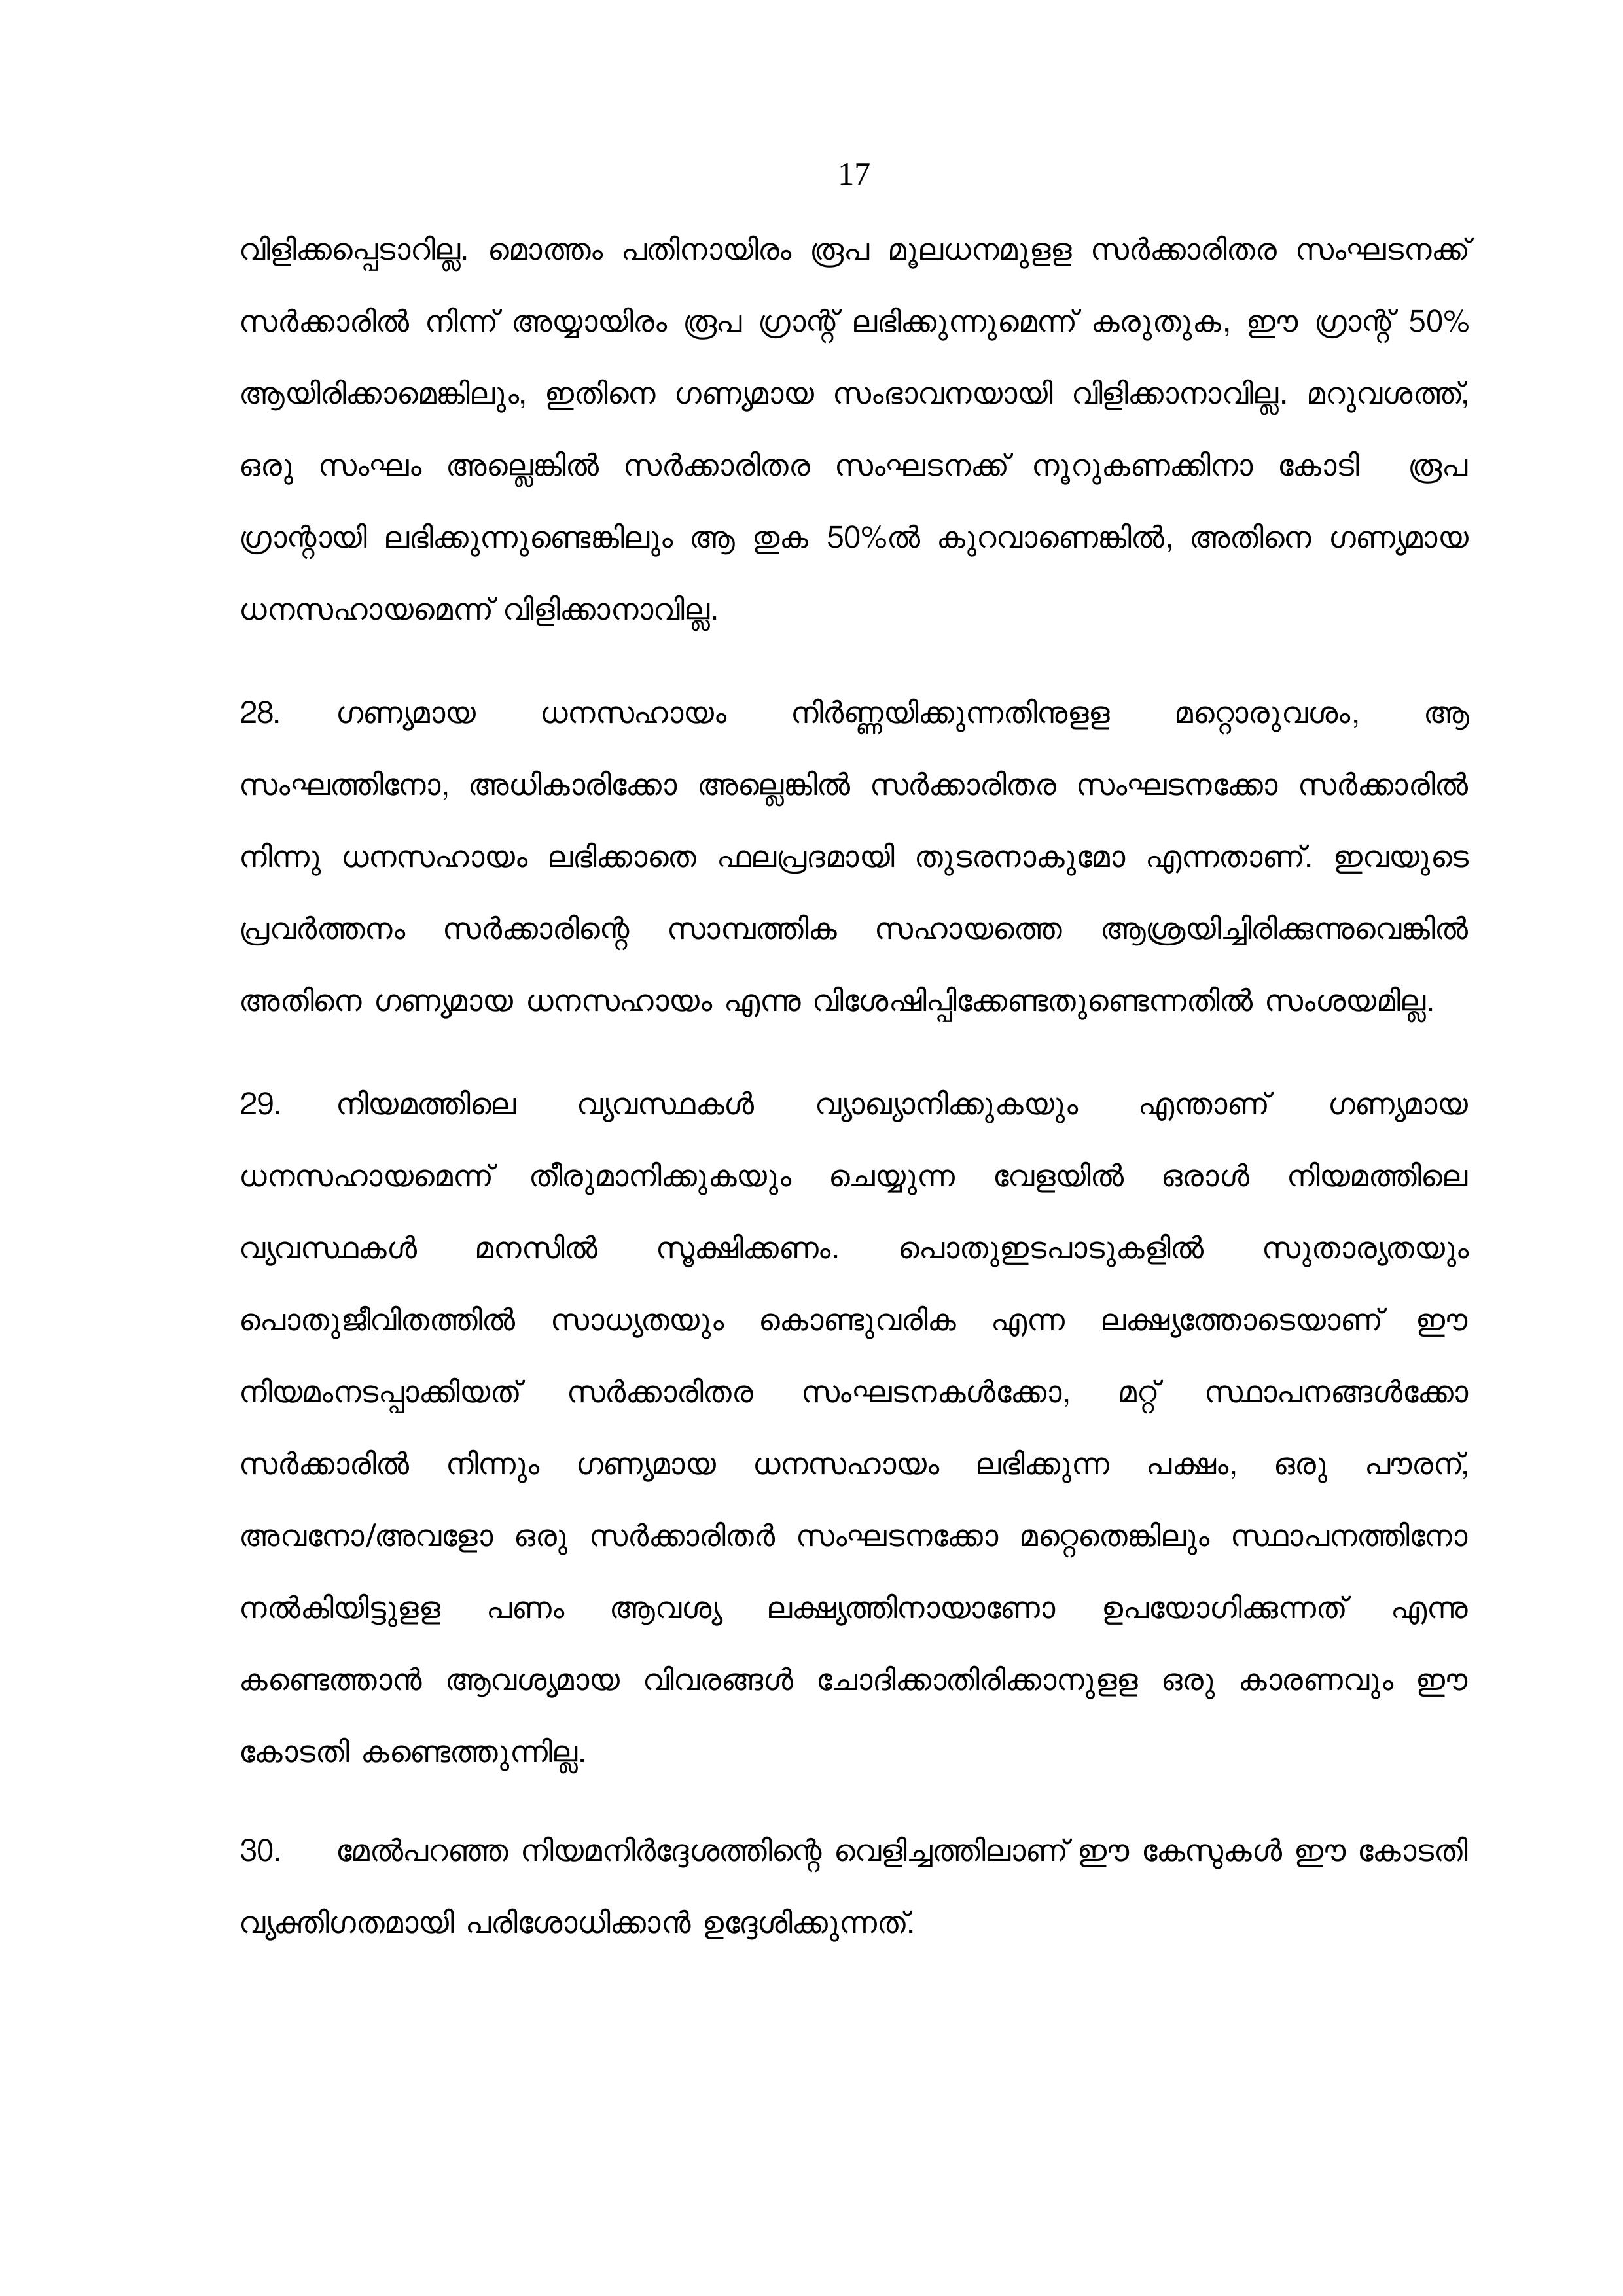 17
വിളിക്കപ്പെടാറില്ല. മൊത്തം പതിനായിരം രൂപ മൂലധനമുളള സർക്കാരിതര സംഘടനക്ക്
സർക്കാരിൽ നിന്ന് അയ്യായിരം രൂപ ഗ്രാന്റ് ലഭിക്കുന്നുമെന്ന് കരുതുക, ഈ ഗ്രാന്റ് 50%
ആയിരിക്കാമെങ്കിലും, ഇതിനെ ഗണ്യമായ സംഭാവനയായി വിളിക്കാനാവില്ല. മറുവശത്ത്,
ഒരു സംഘം അല്ലെങ്കിൽ സർക്കാരിതര സംഘടനക്ക് നൂറുകണക്കിനാ കോടി രൂപ
ഗ്രാന്റായി ലഭിക്കുന്നുണ്ടെങ്കിലും ആ തുക 50%ൽ കുറവാണെങ്കിൽ, അതിനെ ഗണ്യമായ
ധനസഹായമെന്ന് വിളിക്കാനാവില്ല.
28. ഗണ്യമായ ധനസഹായം നിർണ്ണയിക്കുന്നതിനുളള മറ്റൊരുവശം, ആ
സംഘത്തിനോ, അധികാരിക്കോ അല്ലെങ്കിൽ സർക്കാരിതര സംഘടനക്കോ സർക്കാരിൽ
നിന്നു ധനസഹായം ലഭിക്കാതെ ഫലപ്രദമായി തുടരനാകുമോ എന്നതാണ്. ഇവയുടെ
പ്രവർത്തനം സർക്കാരിന്റെ സാമ്പത്തിക സഹായത്തെ ആശ്രയിച്ചിരിക്കുന്നുവെങ്കിൽ
അതിനെ ഗണ്യമായ ധനസഹായം എന്നു വിശേഷിപ്പിക്കേണ്ടതുണ്ടെന്നതിൽ സംശയമില്ല.
29. നിയമത്തിലെ വ്യവസ്ഥകൾ വ്യാഖ്യാനിക്കുകയും എന്താണ് ഗണ്യമായ
ധനസഹായമെന്ന് തീരുമാനിക്കുകയും ചെയ്യുന്ന വേളയിൽ ഒരാൾ നിയമത്തിലെ
വ്യവസ്ഥകൾ മനസിൽ സൂക്ഷിക്കണം. പൊതുഇടപാടുകളിൽ സുതാര്യതയും
പൊതുജീവിതത്തിൽ സാധ്യതയും കൊണ്ടുവരിക എന്ന ലക്ഷ്യത്തോടെയാണ് ഈ
നിയമംനടപ്പാക്കിയത് സർക്കാരിതര സംഘടനകൾക്കോ, മറ്റ് സ്ഥാപനങ്ങൾക്കോ
സർക്കാരിൽ നിന്നും ഗണ്യമായ ധനസഹായം ലഭിക്കുന്ന പക്ഷം, ഒരു പൗരന്,
അവനോ/അവളോ ഒരു സർക്കാരിതർ സംഘടനക്കോ മറ്റെതെങ്കിലും സ്ഥാപനത്തിനോ
നൽകിയിട്ടുളള പണം ആവശ്യ ലക്ഷ്യത്തിനായാണോ ഉപയോഗിക്കുന്നത് എന്നു
കണ്ടെത്താൻ ആവശ്യമായ വിവരങ്ങൾ ചോദിക്കാതിരിക്കാനുളള ഒരു കാരണവും ഈ
കോടതി കണ്ടെത്തുന്നില്ല.
30. മേൽപറഞ്ഞ നിയമനിർദ്ദേശത്തിന്റെ വെളിച്ചത്തിലാണ് ഈ കേസുകൾ ഈ കോടതി
വ്യക്തിഗതമായി പരിശോധിക്കാൻ ഉദ്ദേശിക്കുന്നത്.